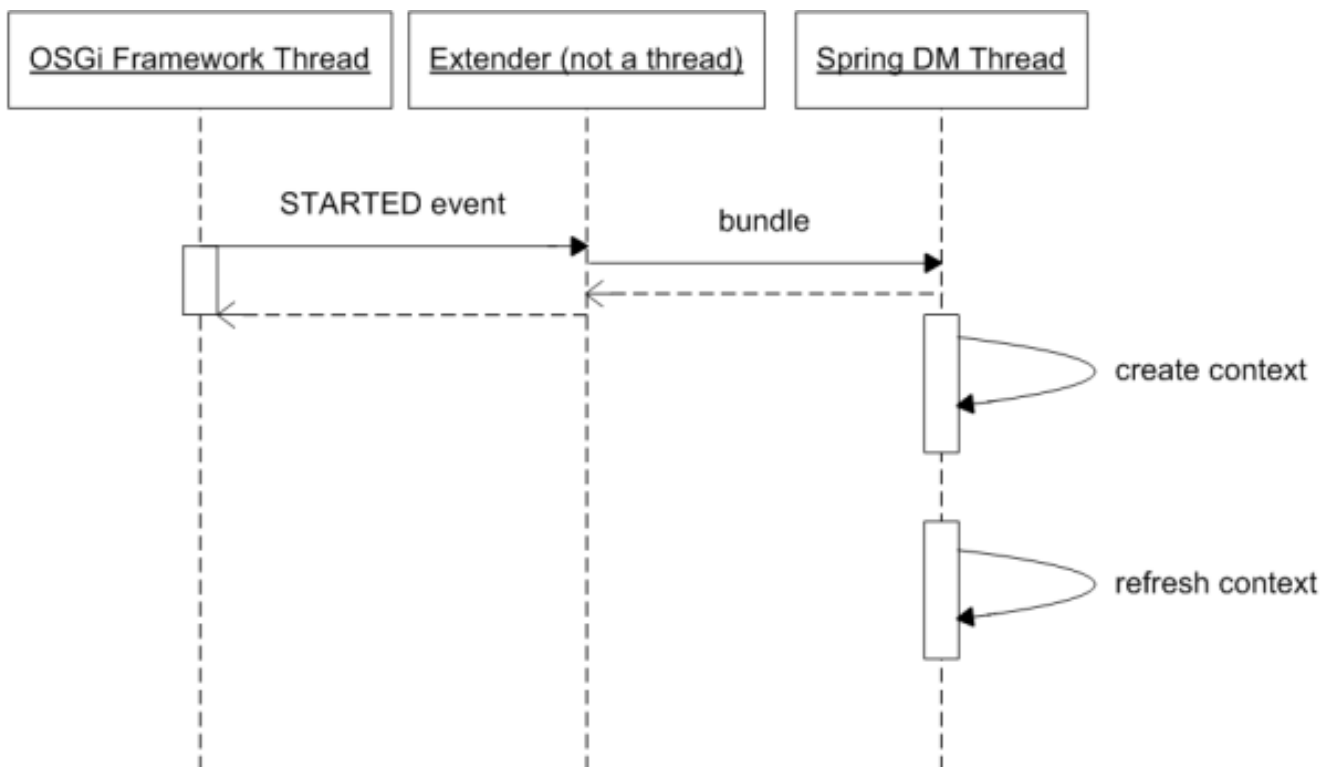 OSGi Framework Thread
Extender (not a thread)
Spring DM Thread
STARTED event
bundle
create context
refresh context